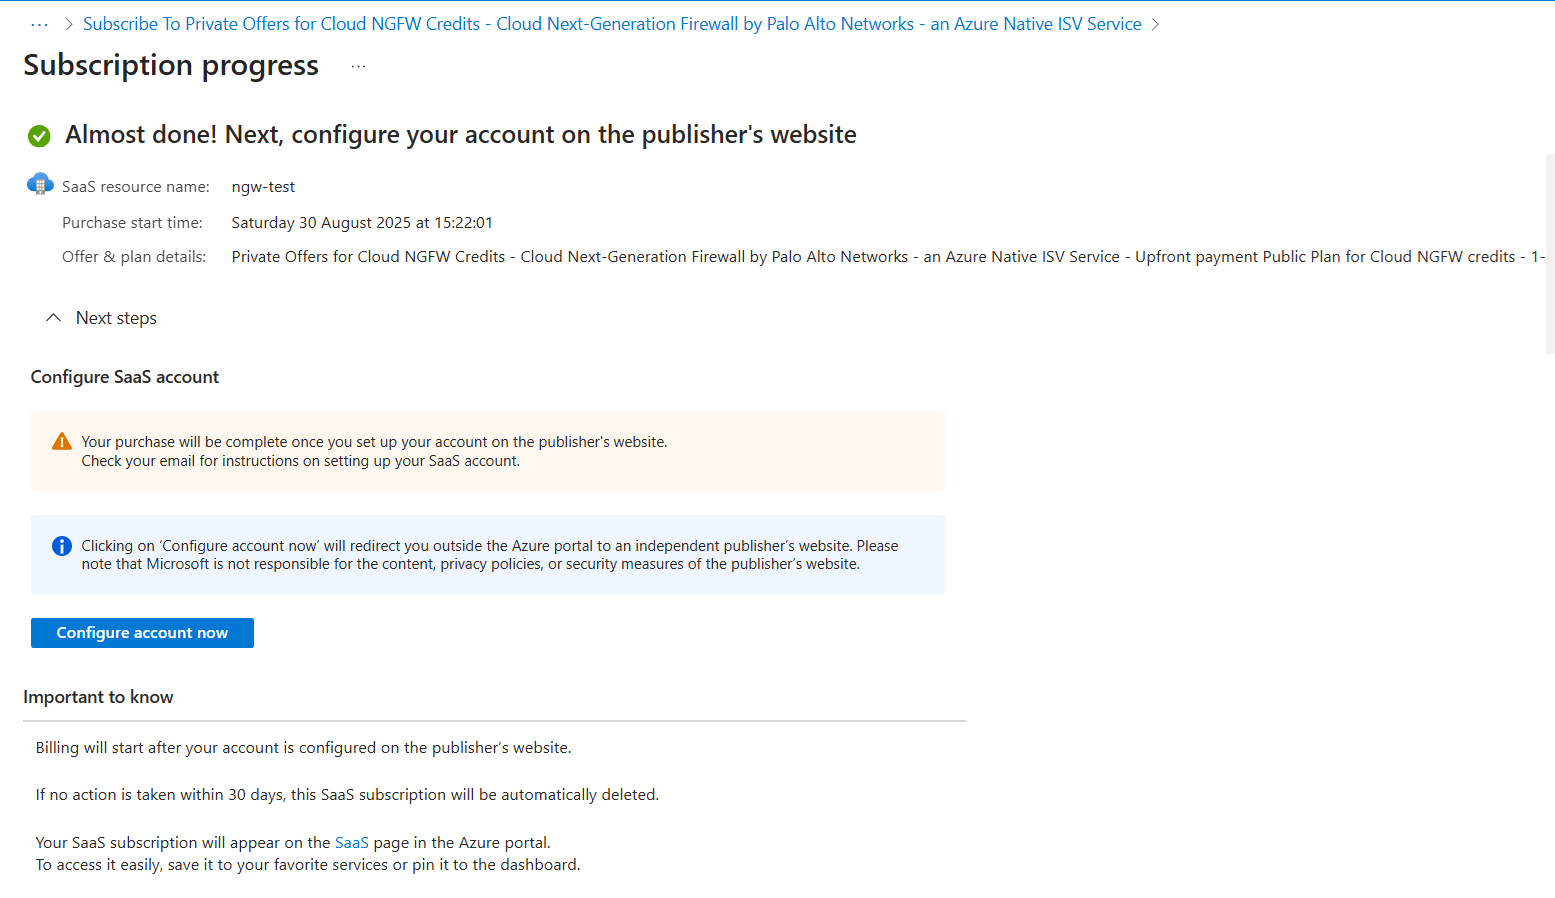 ··· > Subscribe To Private Offers for Cloud NGFW Credits - Cloud Next-Generation Firewall by Palo Alto Networks - an Azure Native ISV Service >
Subscription progress ···
Almost done! Next, configure your account on the publisher's website
SaaS resource name: ngw-test
Purchase start time: Saturday 30 August 2025 at 15:22:01
Offer & plan details: Private Offers for Cloud NGFW Credits - Cloud Next-Generation Firewall by Palo Alto Networks - an Azure Native ISV Service - Upfront payment Public Plan for Cloud NGFW credits - 1-
Next steps
Configure SaaS account
Your purchase will be complete once you set up your account on the publisher's website.
Check your email for instructions on setting up your SaaS account.
Clicking on ‘Configure account now’ will redirect you outside the Azure portal to an independent publisher’s website. Please
note that Microsoft is not responsible for the content, privacy policies, or security measures of the publisher’s website.
Configure account now
Important to know
Billing will start after your account is configured on the publisher’s website.
If no action is taken within 30 days, this SaaS subscription will be automatically deleted.
Your SaaS subscription will appear on the SaaS page in the Azure portal.
To access it easily, save it to your favorite services or pin it to the dashboard.